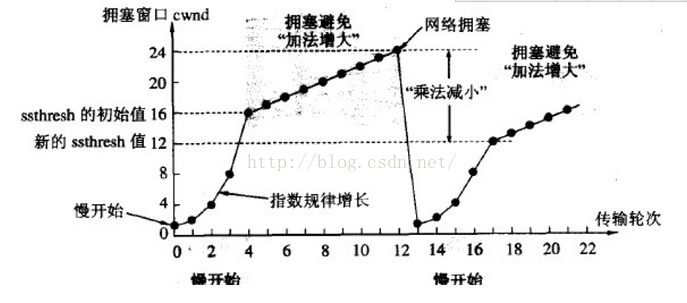 拥塞窗口 cwnd
拥塞避免
“加法增大”
网络拥塞
拥塞避免
“加法增大”
24
20
ssthresh 的初始值 16
“乘法减小”
新的 ssthresh 值 12
http://blog.csdn.net/
8
4
指数规律增长
慢开始
0
传输轮次
0 2 4 6 8 10 12 14 16 18 20 22
慢开始
慢开始